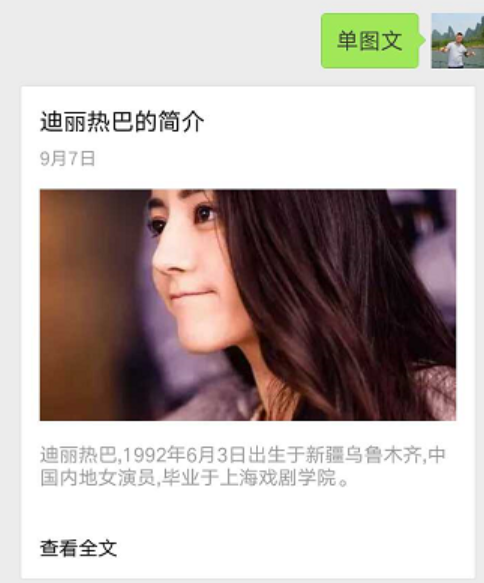 单图文
迪丽热巴的简介
9月7日
迪丽热巴,1992年6月3日出生于新疆乌鲁木齐,中
国内地女演员,毕业于上海戏剧学院。
查看全文